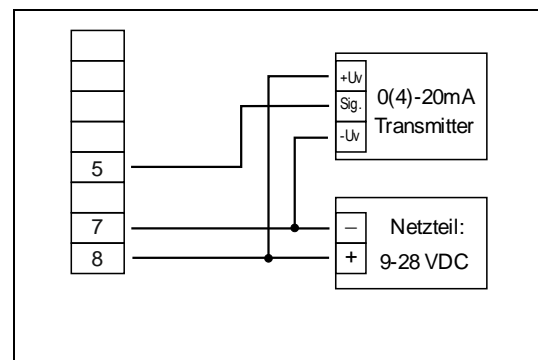 5
7
8
+Uv
Sig.
-Uv
0(4)-20mA
Transmitter
–
+
Netzteil:
9-28 VDC